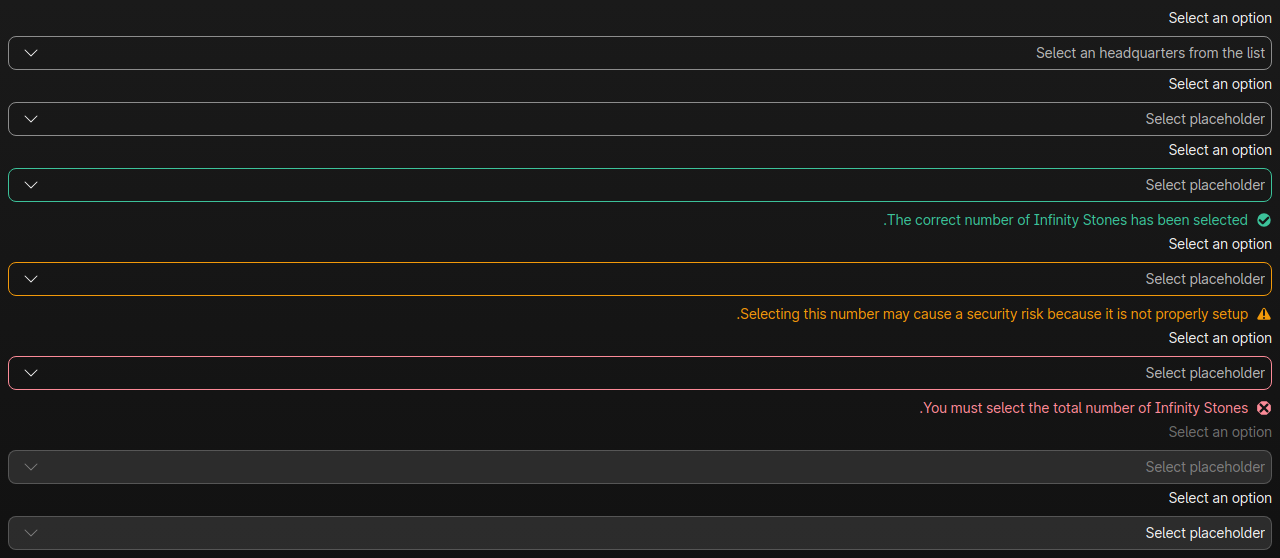 Select an option
Select an headquarters from the list
Select an option
Select placeholder
Select an option
Select placeholder
.The correct number of Infinity Stones has been selected
Select an option
Select placeholder
.Selecting this number may cause a security risk because it is not properly setup
Select an option
Select placeholder
.You must select the total number of Infinity Stones
Select an option
Select placeholder
Select an option
Select placeholder